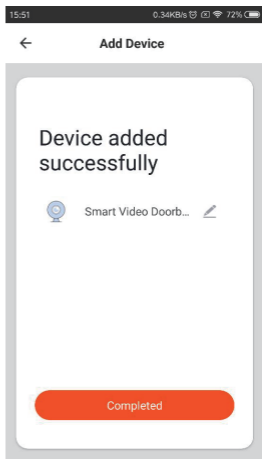 15:51 0.34KB/s 72%
Add Device
Device added
successfully
Smart Video Doorb...
Completed